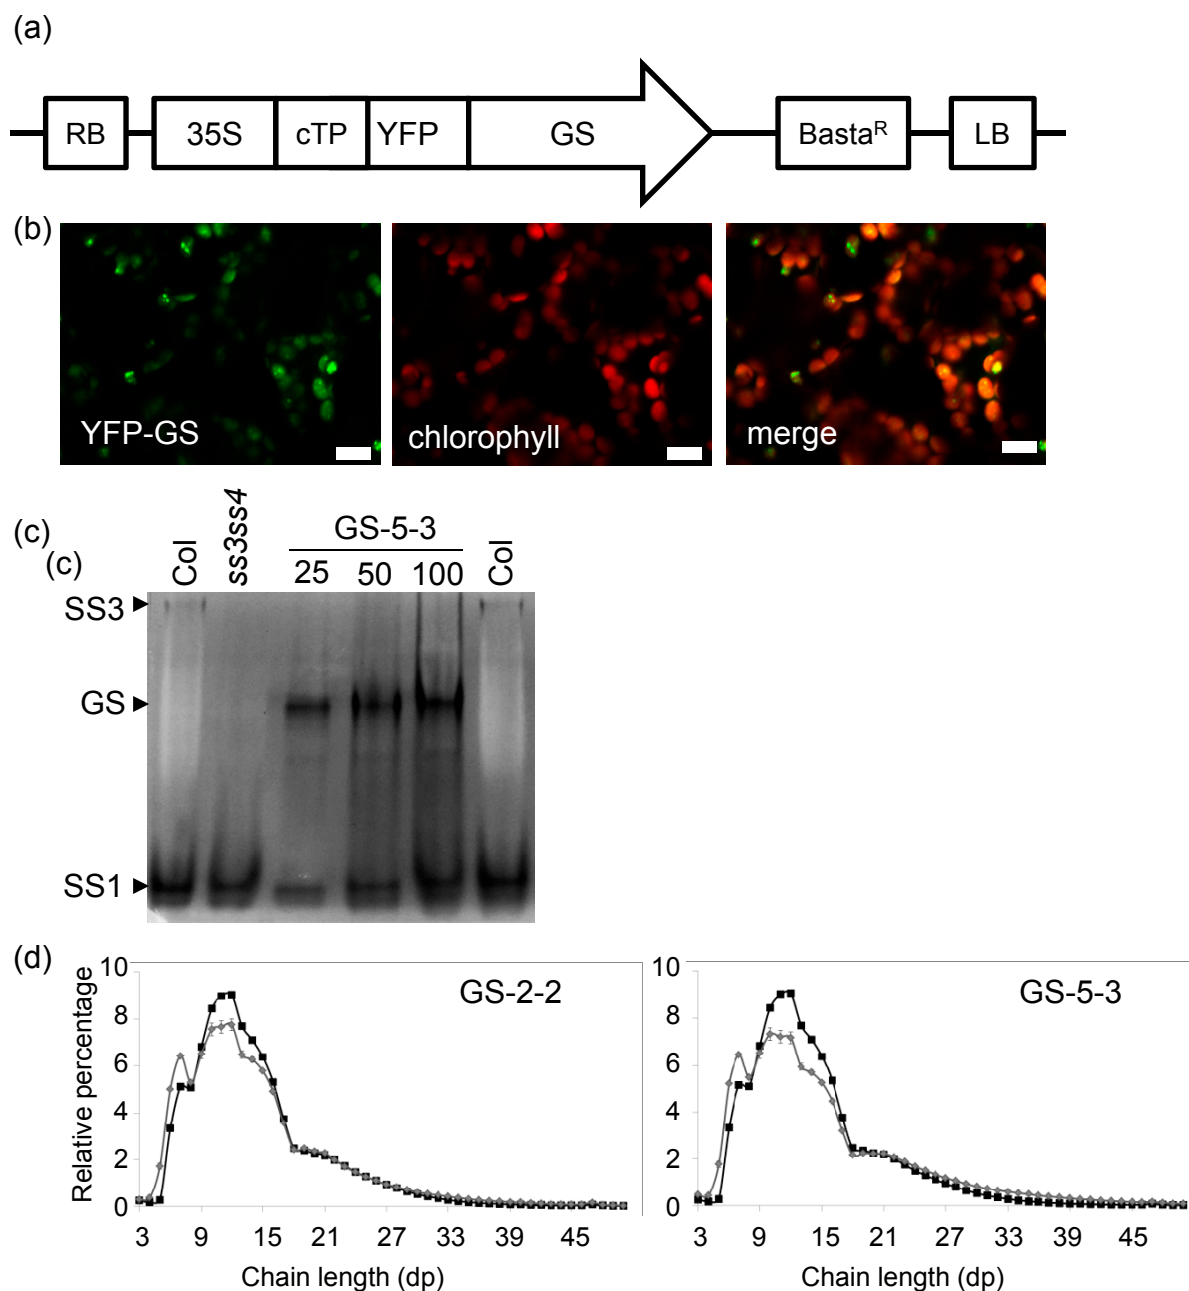 (a)
RB 35S cTP YFP GS Basta^R LB
(b)
YFP-GS chlorophyll merge
(c)
(c)
Col ss3ss4 GS-5-3 Col
25 50 100
SS3
GS
SS1
(d)
Relative percentage
10
8
6
4
2
0
GS-2-2
3 9 15 21 27 33 39 45
Chain length (dp)
10
8
6
4
2
0
GS-5-3
3 9 15 21 27 33 39 45
Chain length (dp)